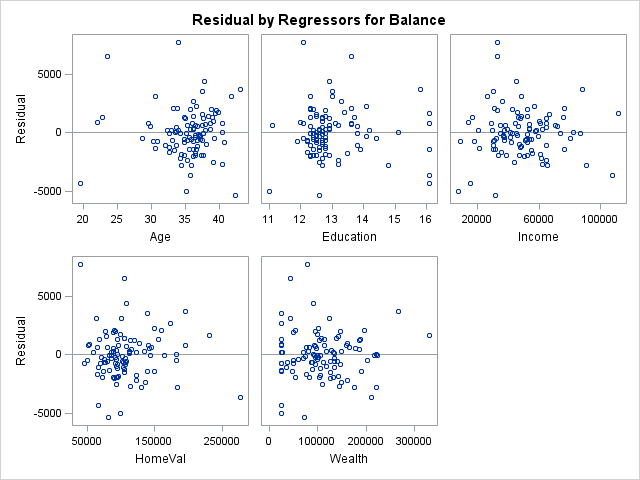 Residual by Regressors for Balance
Residual
5000
0
-5000
20 25 30 35 40
Age
11 12 13 14 15 16
Education
20000 60000 100000
Income
Residual
5000
0
-5000
50000 150000 250000
HomeVal
0 100000 200000 300000
Wealth